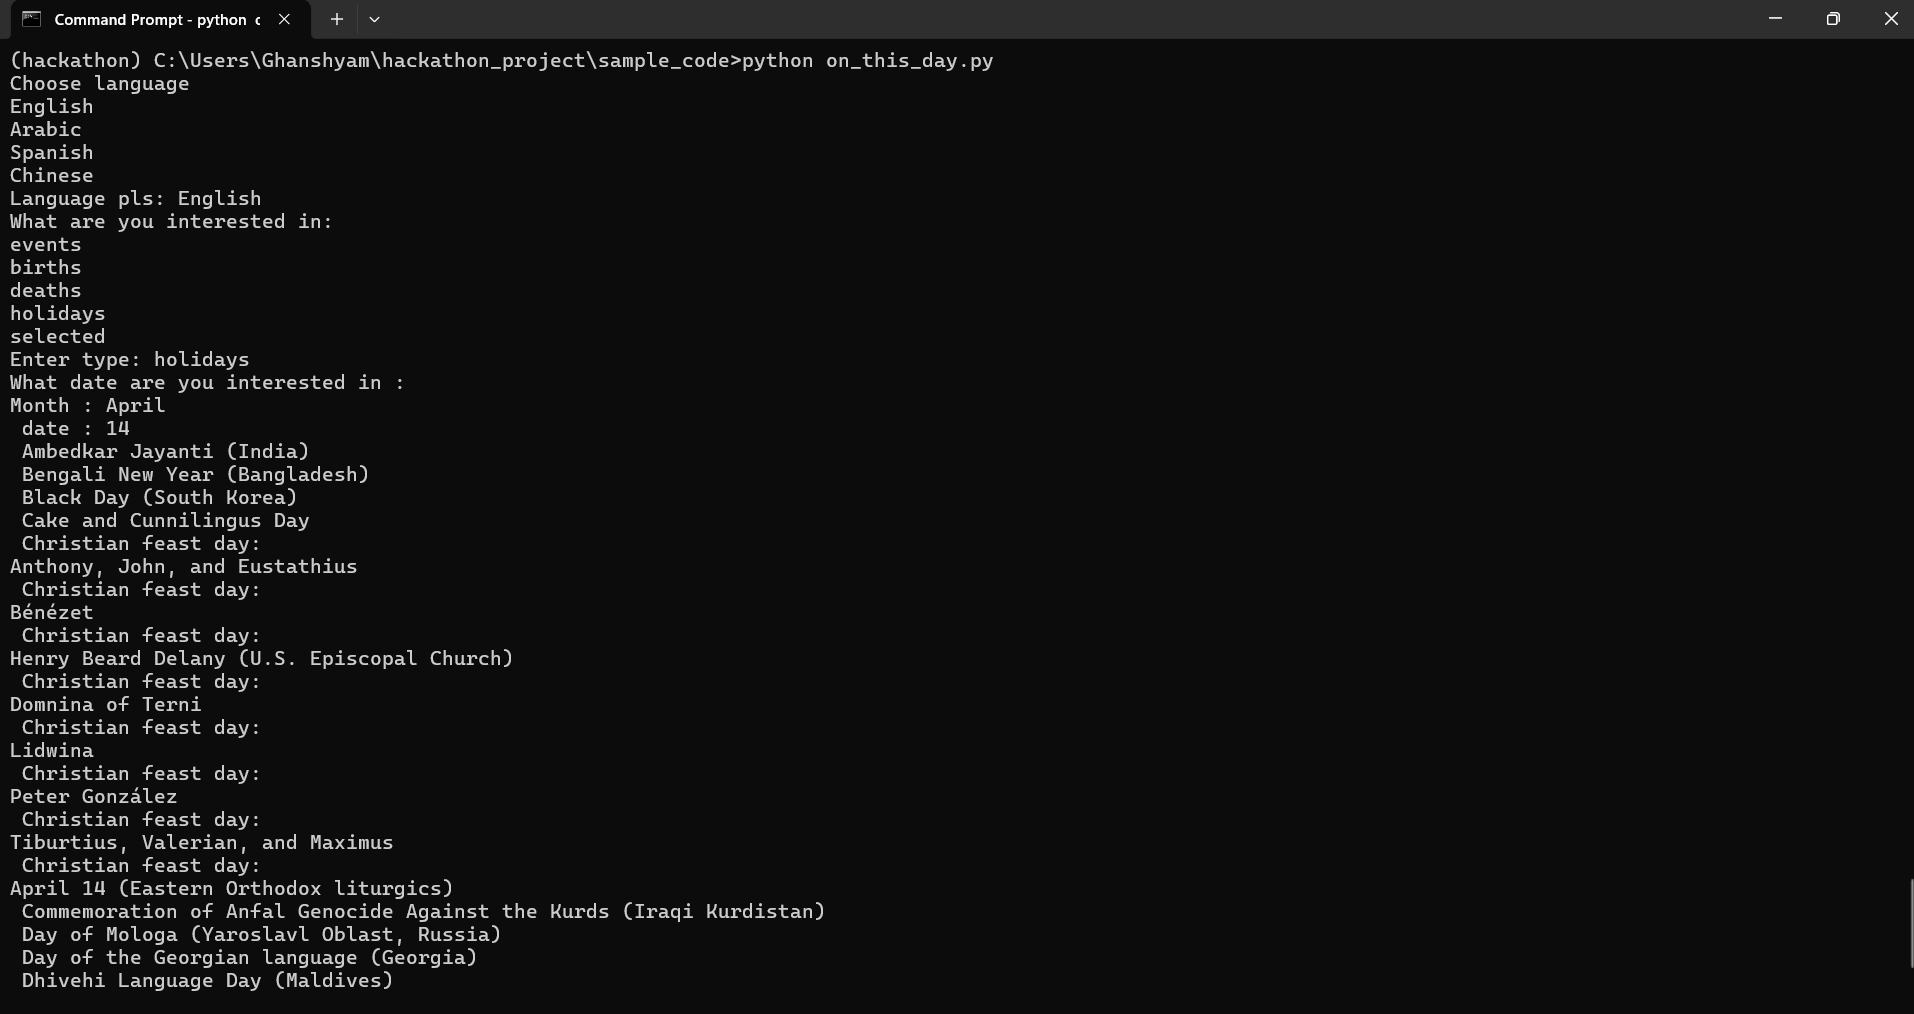 Command Prompt - python
(hackathon) C:\Users\Ghanshyam\hackathon_project\sample_code>python on_this_day.py
Choose language
English
Arabic
Spanish
Chinese
Language pls: English
What are you interested in:
events
births
deaths
holidays
selected
Enter type: holidays
What date are you interested in :
Month : April
 date : 14
 Ambedkar Jayanti (India)
 Bengali New Year (Bangladesh)
 Black Day (South Korea)
 Cake and Cunnilingus Day
 Christian feast day:
Anthony, John, and Eustathius
 Christian feast day:
Bénézet
 Christian feast day:
Henry Beard Delany (U.S. Episcopal Church)
 Christian feast day:
Domnina of Terni
 Christian feast day:
Lidwina
 Christian feast day:
Peter González
 Christian feast day:
Tiburtius, Valerian, and Maximus
 Christian feast day:
April 14 (Eastern Orthodox liturgics)
 Commemoration of Anfal Genocide Against the Kurds (Iraqi Kurdistan)
 Day of Mologa (Yaroslavl Oblast, Russia)
 Day of the Georgian language (Georgia)
 Dhivehi Language Day (Maldives)